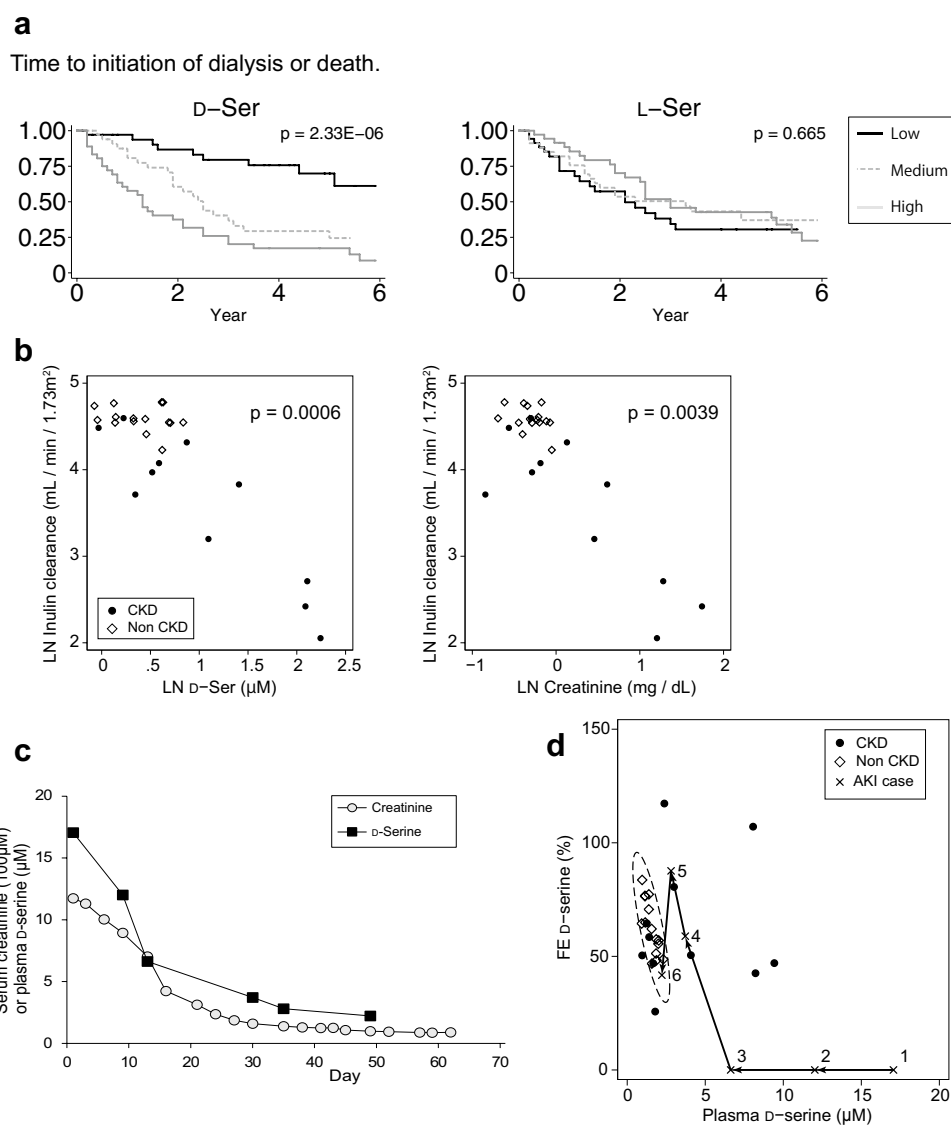 a
Time to initiation of dialysis or death.
D–Ser
p = 2.33E−06
1.00
0.75
0.50
0.25
0
0 2 4 6
Year
L–Ser
p = 0.665
1.00
0.75
0.50
0.25
0
0 2 4 6
Year
Low
Medium
High
b
LN Inulin clearance (mL / min / 1.73m²)
5
4
3
2
p = 0.0006
CKD
Non CKD
0 .5 1 1.5 2 2.5
LN D−Ser (µM)
LN Inulin clearance (mL / min / 1.73m²)
5
4
3
2
p = 0.0039
−1 0 1 2
LN Creatinine (mg / dL)
c
Serum creatinine (100µM)
or plasma D-serine (µM)
20
15
10
5
0
Creatinine
D-Serine
0 10 20 30 40 50 60 70
Day
d
FE D−serine (%)
150
100
50
0
CKD
Non CKD
AKI case
5
4
6
3 2 1
0 5 10 15 20
Plasma D−serine (µM)